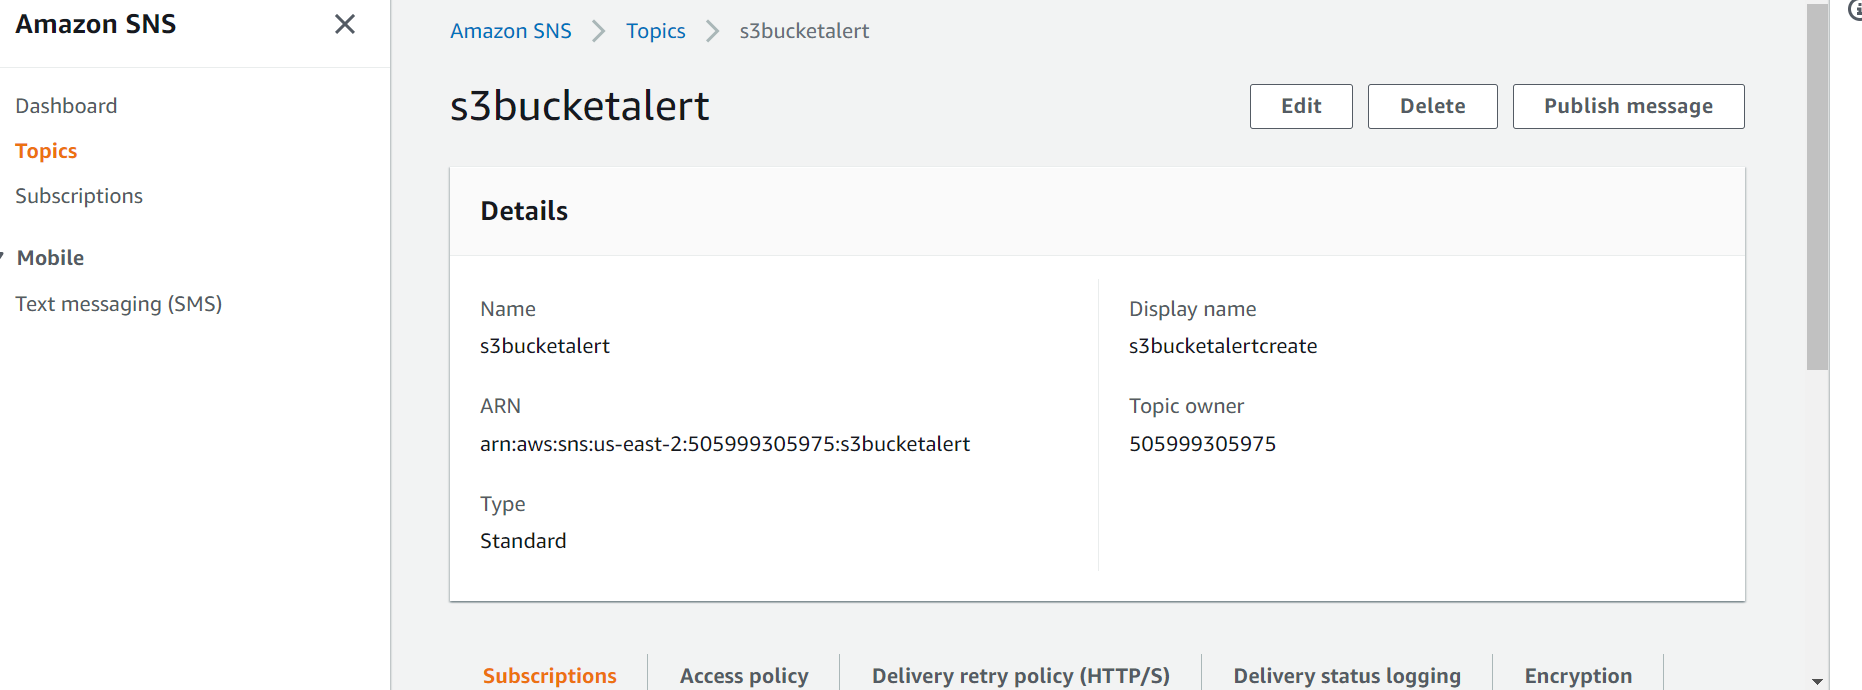 Amazon SNS
Dashboard
Topics
Subscriptions
Mobile
Text messaging (SMS)
Amazon SNS > Topics > s3bucketalert
s3bucketalert
Edit Delete Publish message
Details
Name
s3bucketalert
ARN
arn:aws:sns:us-east-2:505999305975:s3bucketalert
Type
Standard
Display name
s3bucketalertcreate
Topic owner
505999305975
Subscriptions Access policy Delivery retry policy (HTTP/S) Delivery status logging Encryption